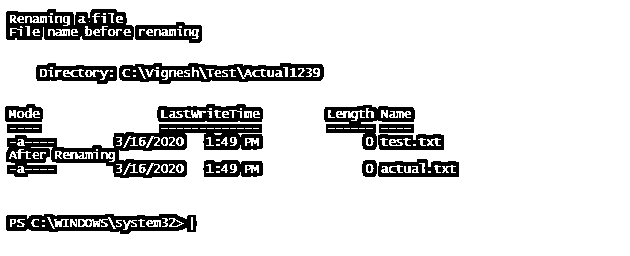 Renaming a file
File name before renaming
Directory: C:\Vignesh\Test\Actual1239
Mode LastWriteTime Length Name
---- ------------- ------ ----
-a---- 3/16/2020 1:49 PM 0 test.txt
After Renaming
-a---- 3/16/2020 1:49 PM 0 actual.txt
PS C:\WINDOWS\system32>